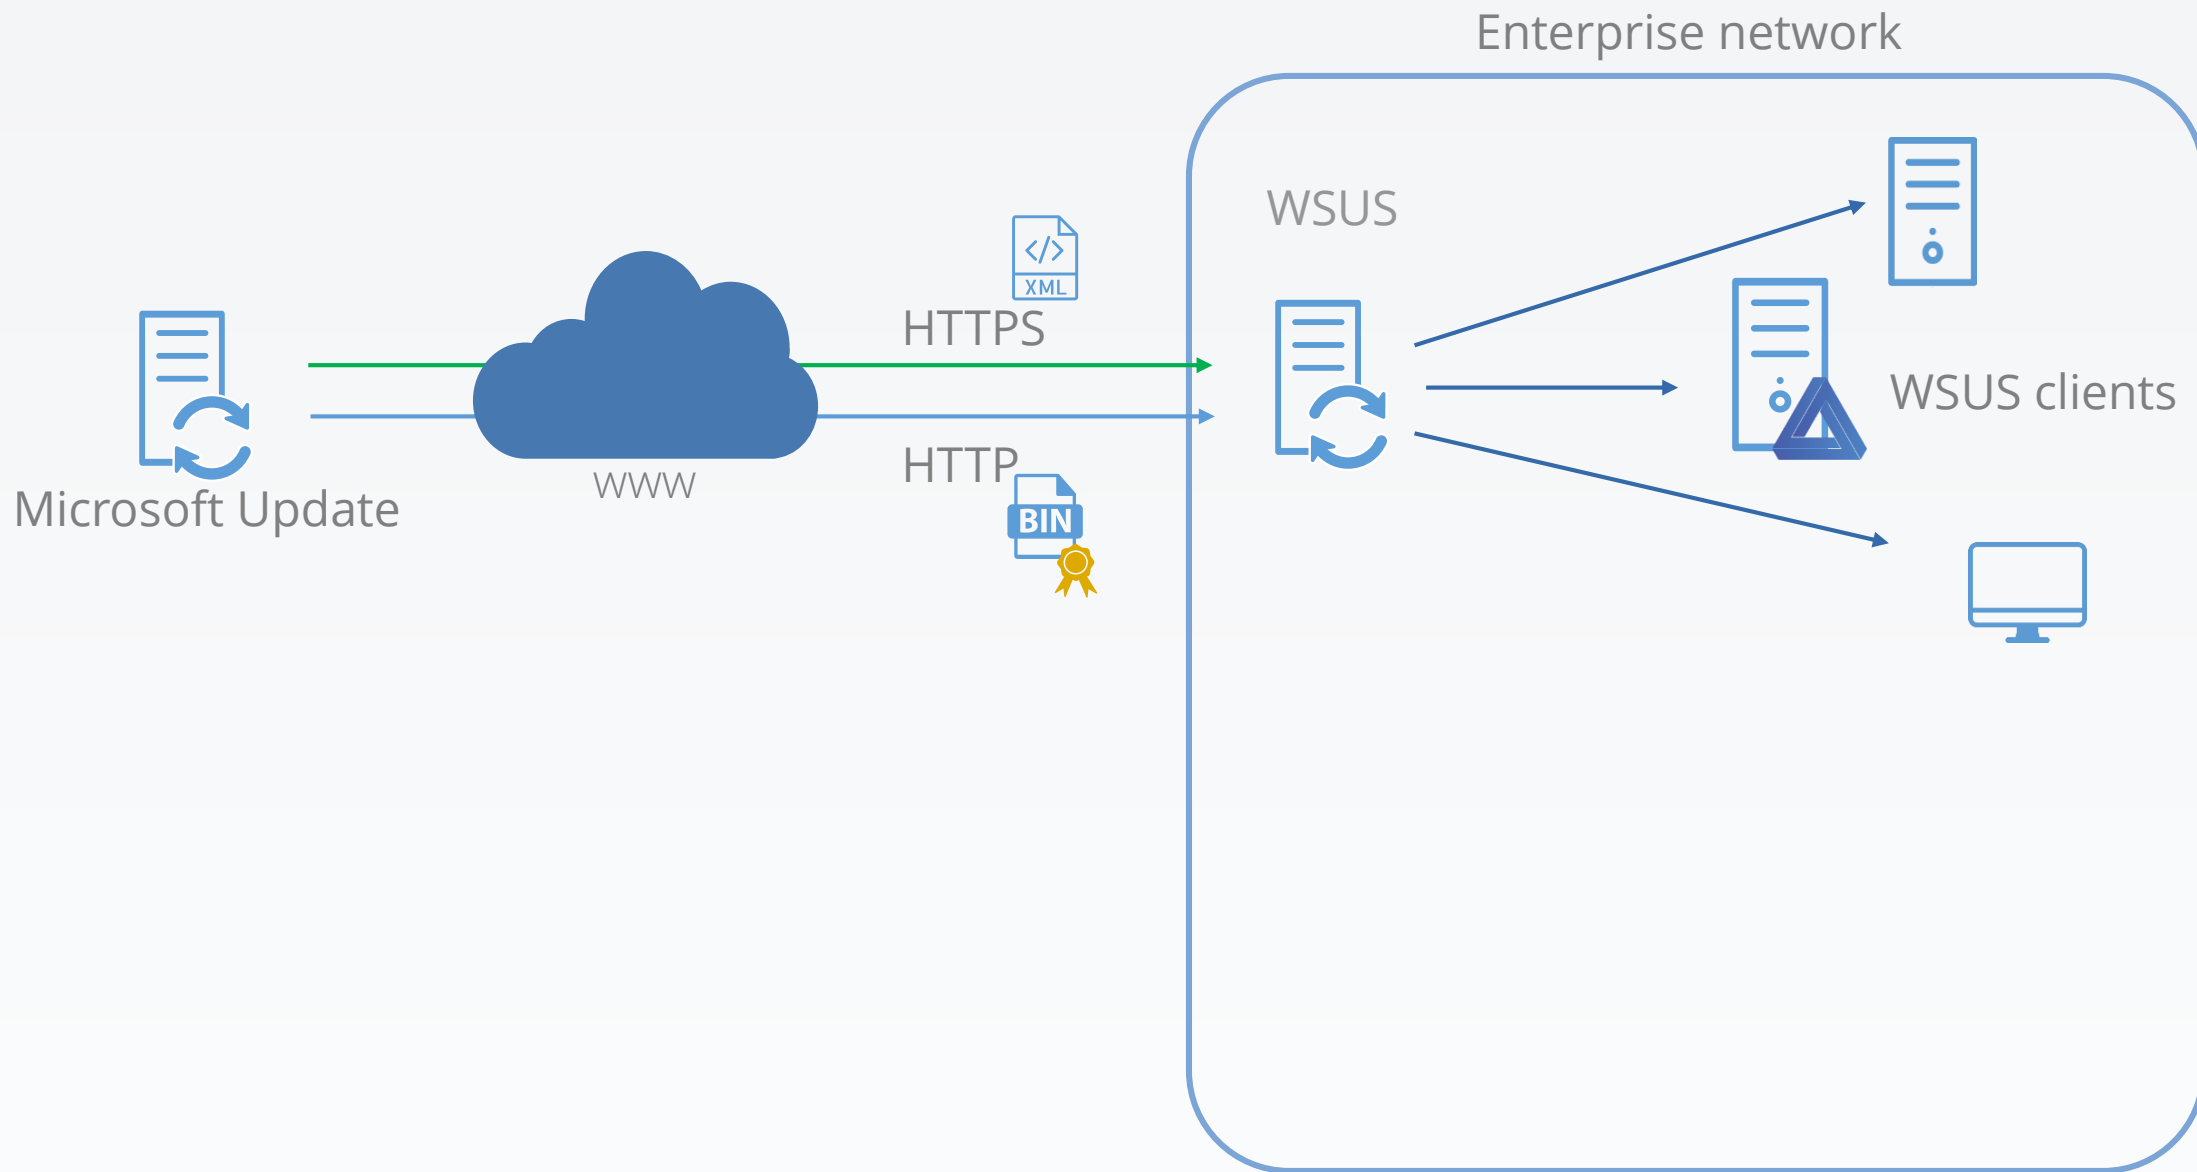 Enterprise network
WSUS
XML
HTTPS
WSUS clients
HTTP
WWW
Microsoft Update
BIN